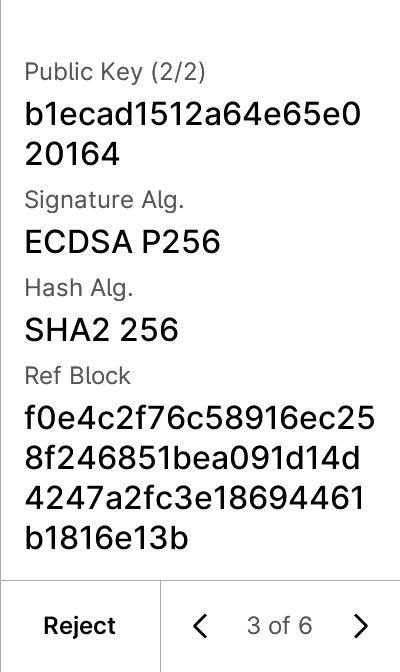 Public Key (2/2)
b1ecad1512a64e65e0
20164
Signature Alg.
ECDSA P256
Hash Alg.
SHA2 256
Ref Block
f0e4c2f76c58916ec25
8f246851bea091d14d
4247a2fc3e18694461
b1816e13b
Reject
3 of 6